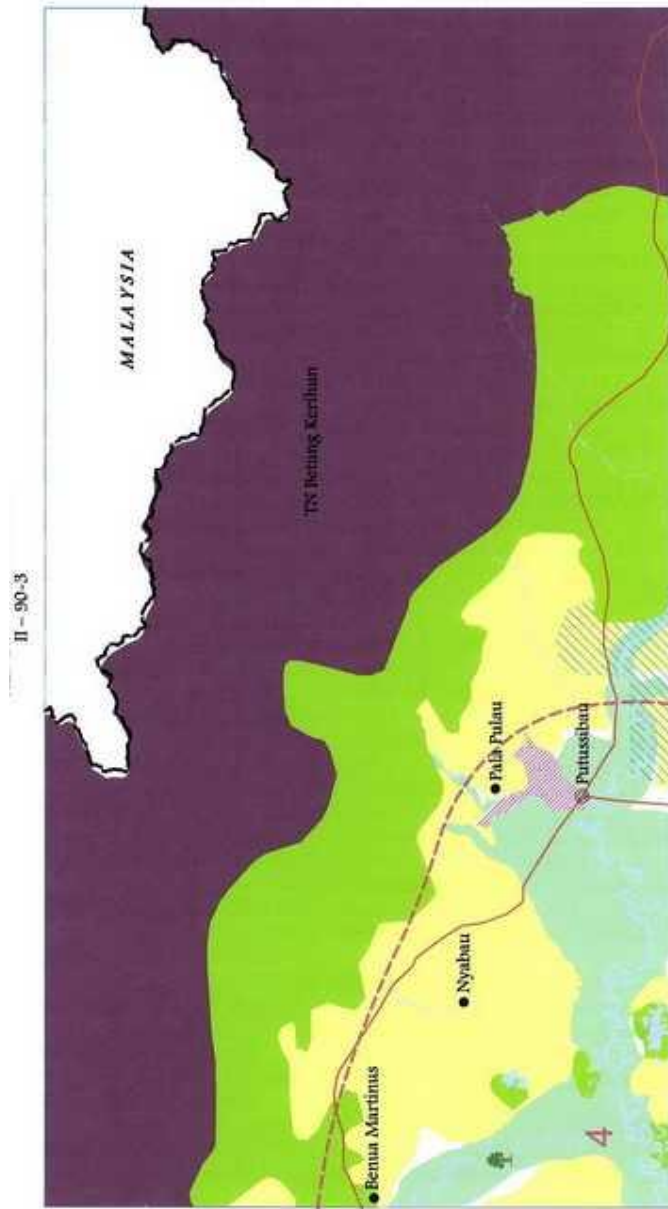 II – 90-3
MALAYSIA
TN Betung Kerihun
Benua Martinus
Nyabau
Pala Pulau
Putussibau
4